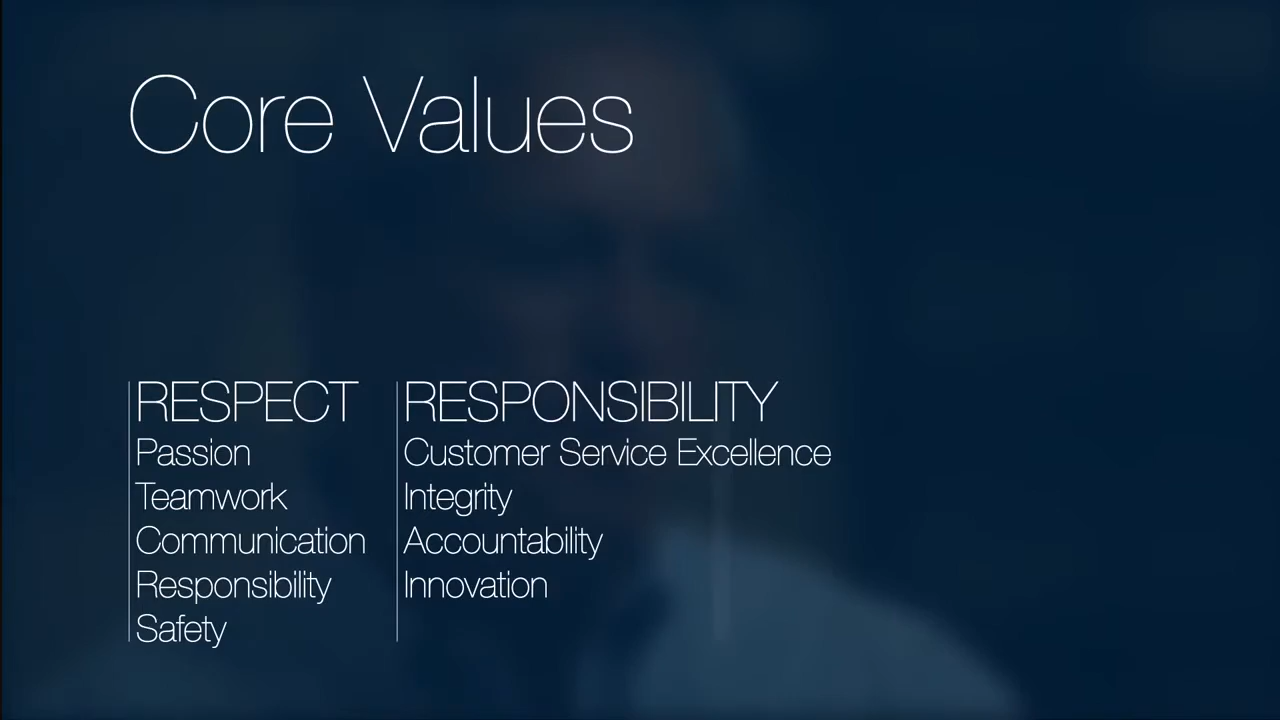 Core Values
RESPECT
Passion
Teamwork
Communication
Responsibility
Safety
RESPONSIBILITY
Customer Service Excellence
Integrity
Accountability
Innovation